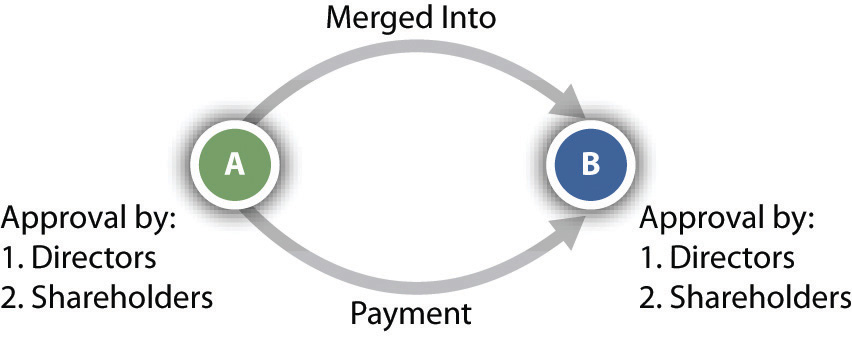 Merged Into
A
B
Approval by:
1. Directors
2. Shareholders
Approval by:
1. Directors
2. Shareholders
Payment